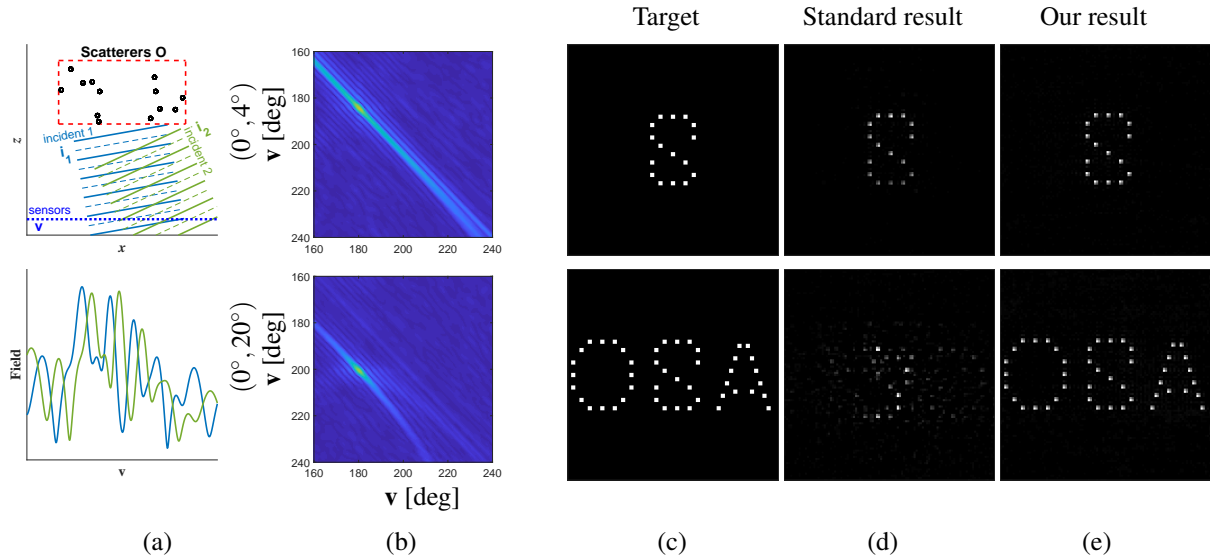 Target
Standard result
Our result
Scatterers O
z
incident 1
i₁
i₂
incident 2
sensors
v
x
(0°, 4°)
v [deg]
160
180
200
220
240
160 180 200 220 240
Field
v
(0°, 20°)
v [deg]
160
180
200
220
240
160 180 200 220 240
v [deg]
S
S
S
OSA
OSA
(a)
(b)
(c)
(d)
(e)